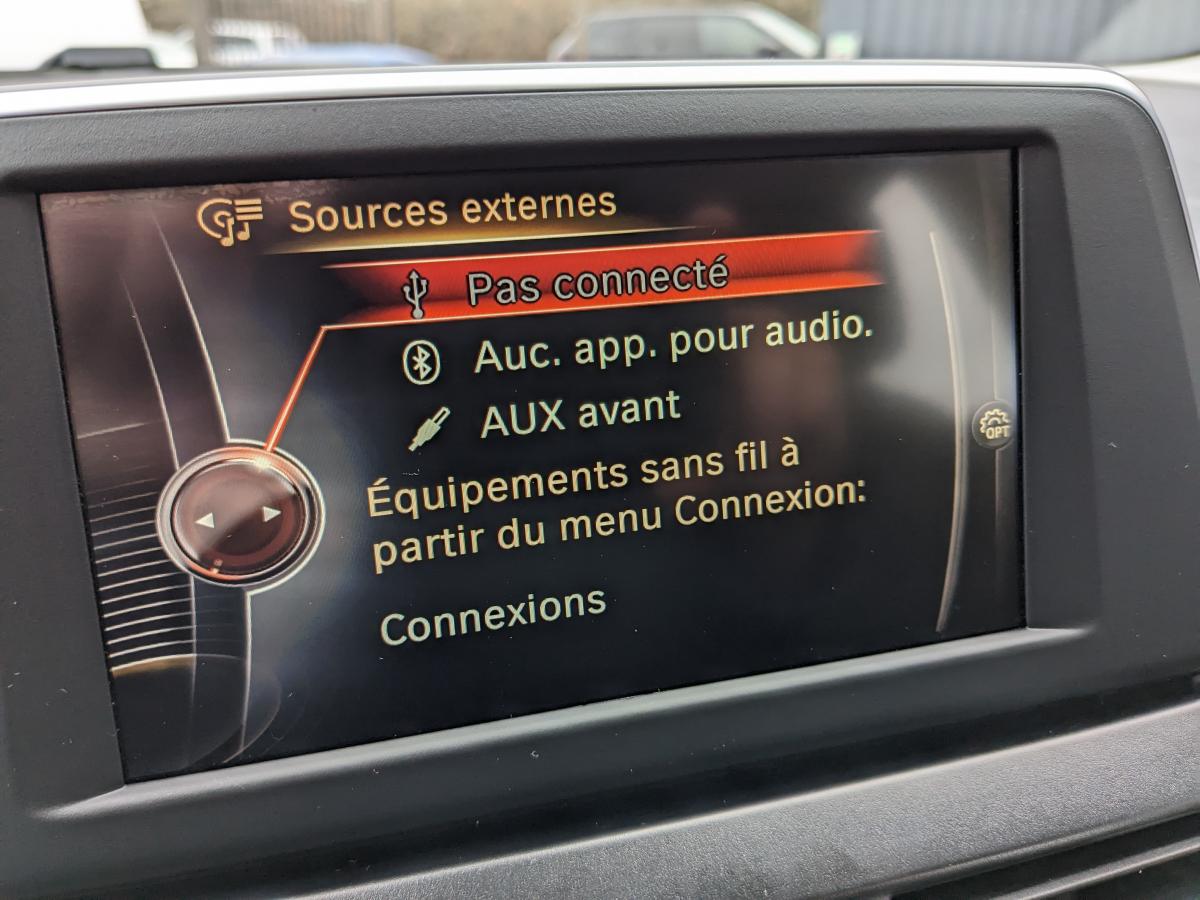 Sources externes
Pas connecté
Auc. app. pour audio.
AUX avant
Équipements sans fil à
partir du menu Connexion:
Connexions
OPT